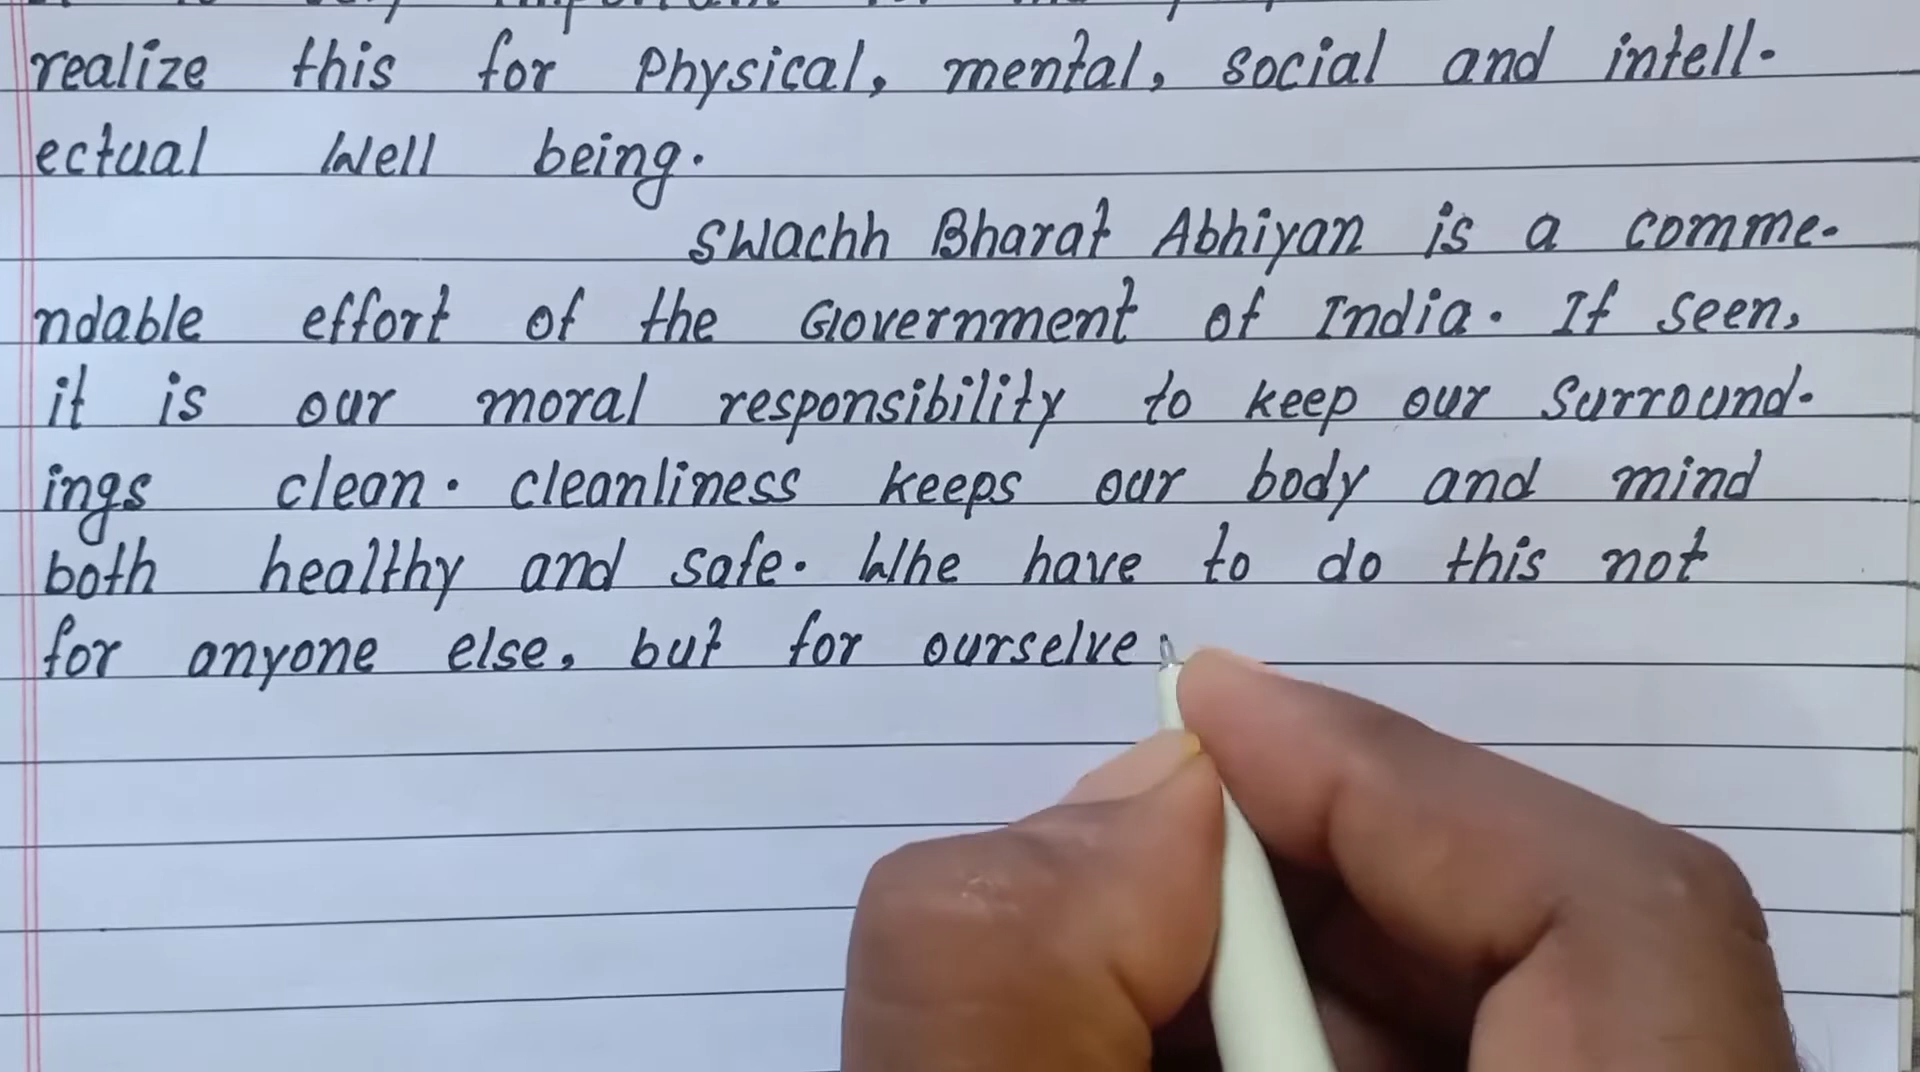 important
realize this for Physical, mental, social and intell-
ectual Well being.
Swachh Bharat Abhiyan is a comme-
ndable effort of the Government of India. If seen,
it is our moral responsibility to keep our surround-
ings clean. cleanliness keeps our body and mind
both healthy and safe. Whe have to do this not
for anyone else, but for ourselve